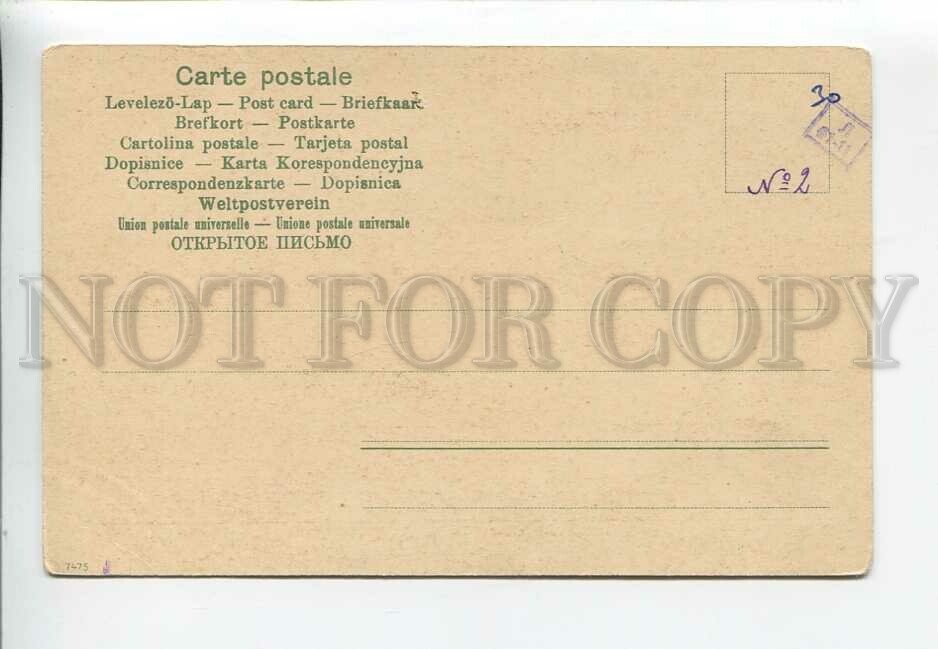 Carte postale
Levelező-Lap — Post card — Briefkaart
Brefkort — Postkarte
Cartolina postale — Tarjeta postal
Dopisnice — Karta Korespondencyjna
Correspondenzkarte — Dopisnica
Weltpostverein
Union postale universelle — Unione postale universale
ОТКРЫТОЕ ПИСЬМО
30
№2
NOT FOR COPY
7475